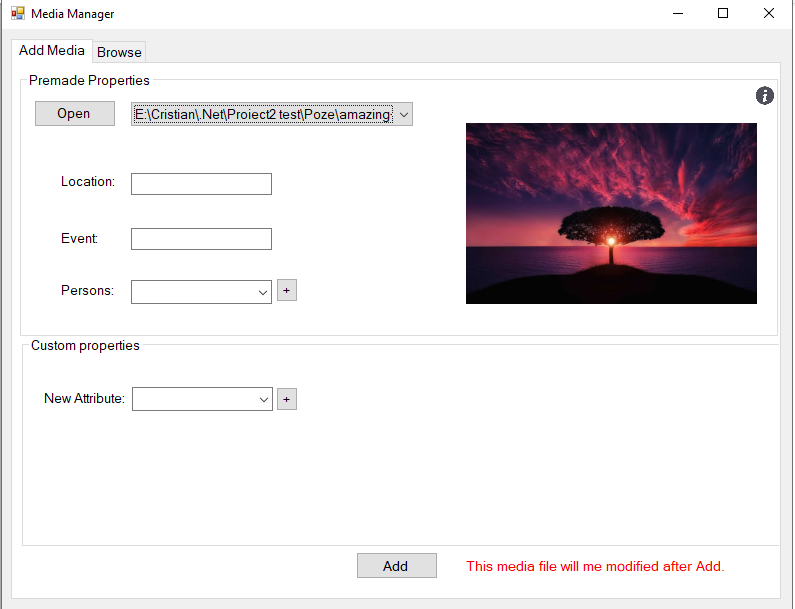 Media Manager
Add Media
Browse
Premade Properties
Open
E:\Cristian\.Net\Proiect2 test\Poze\amazing-
Location:
Event:
Persons:
+
Custom properties
New Attribute:
+
Add
This media file will me modified after Add.